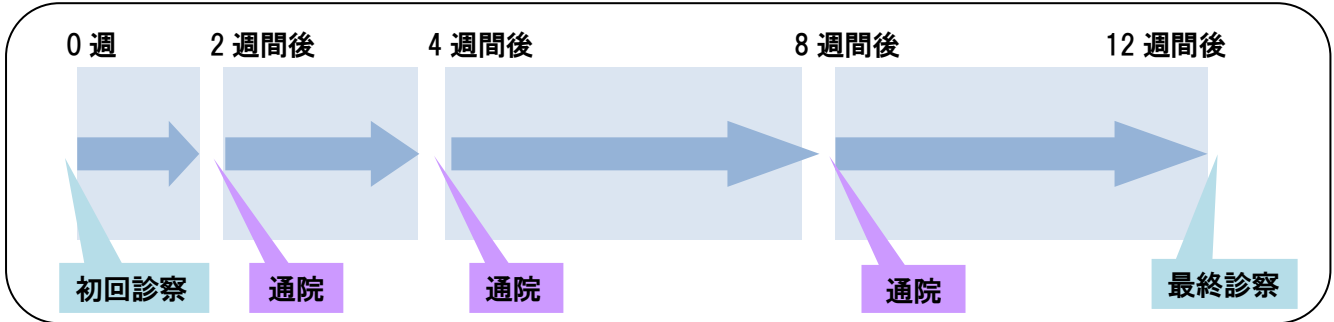 0 週
2 週間後
4 週間後
8 週間後
12 週間後
初回診察
通院
通院
通院
最終診察